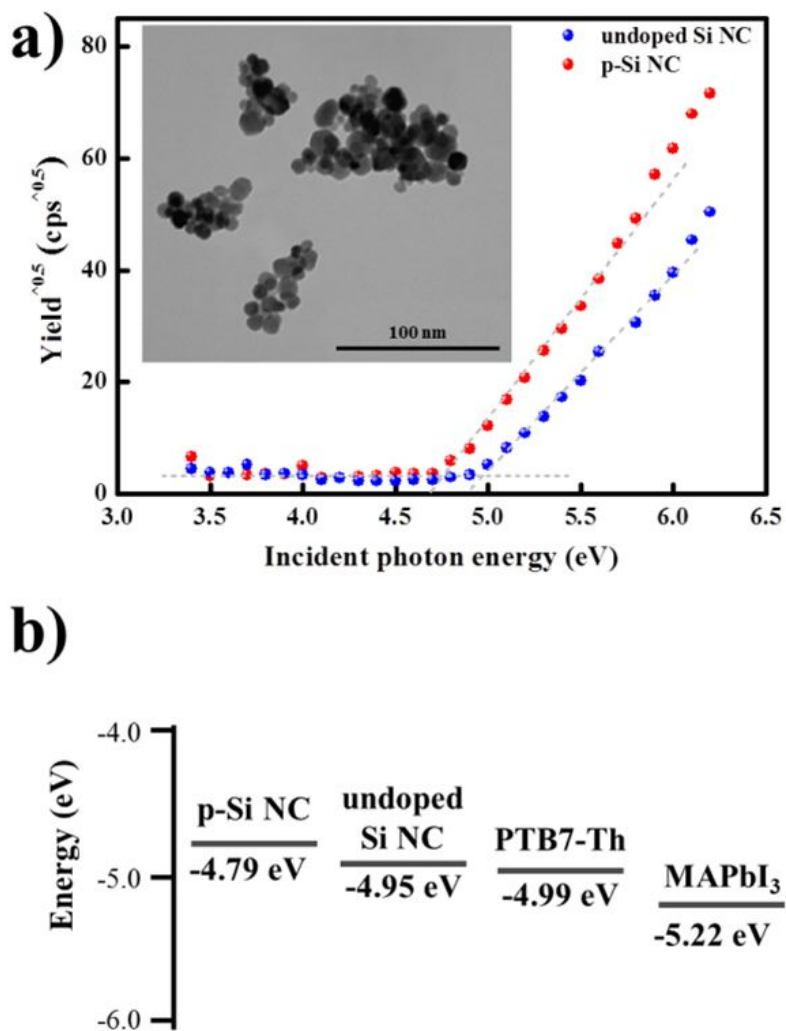 a)
undoped Si NC
p-Si NC
100 nm
Yield^0.5 (cps^0.5)
80
60
40
20
0
3.0 3.5 4.0 4.5 5.0 5.5 6.0 6.5
Incident photon energy (eV)
b)
Energy (eV)
-4.0
-5.0
-6.0
p-Si NC
-4.79 eV
undoped
Si NC
-4.95 eV
PTB7-Th
-4.99 eV
MAPbI₃
-5.22 eV